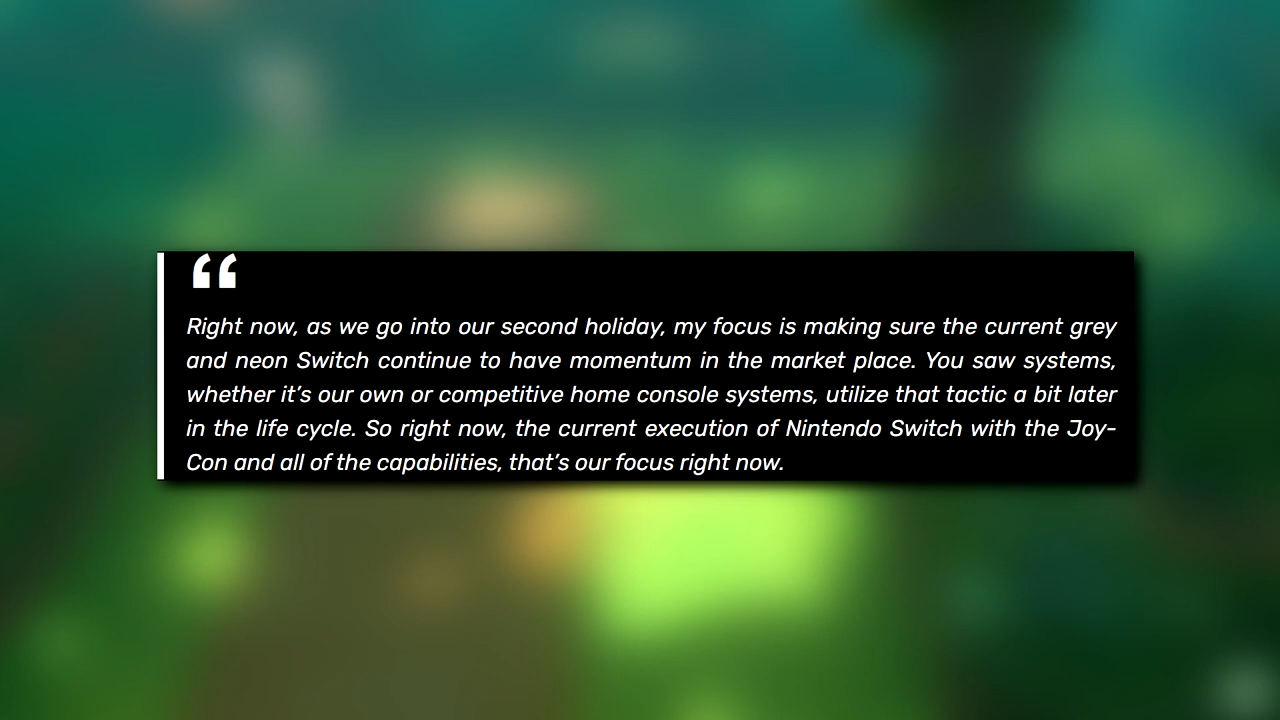 “
Right now, as we go into our second holiday, my focus is making sure the current grey
and neon Switch continue to have momentum in the market place. You saw systems,
whether it’s our own or competitive home console systems, utilize that tactic a bit later
in the life cycle. So right now, the current execution of Nintendo Switch with the Joy-
Con and all of the capabilities, that’s our focus right now.